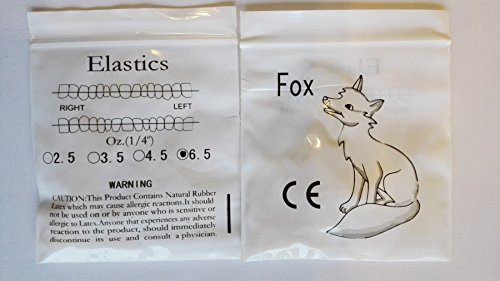 Elastics
RIGHT LEFT
Oz.(1/4")
2.5 3.5 4.5 6.5
WARNING
CAUTION:This Product Contains Natural Rubber
Latex which may cause allergic reactions.It should
not be used on or by anyone who is sensitive or
allergic to Latex.Anyone that experiences any adverse
reaction to the product, should immediately
discontinue its use and consult a physician.
Fox
CE